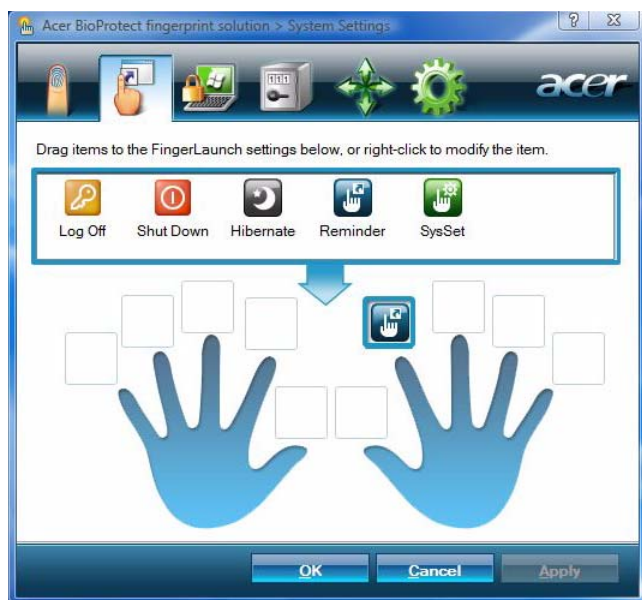 Acer BioProtect fingerprint solution > System Settings
acer
Drag items to the FingerLaunch settings below, or right-click to modify the item.
Log Off Shut Down Hibernate Reminder SysSet
OK Cancel Apply